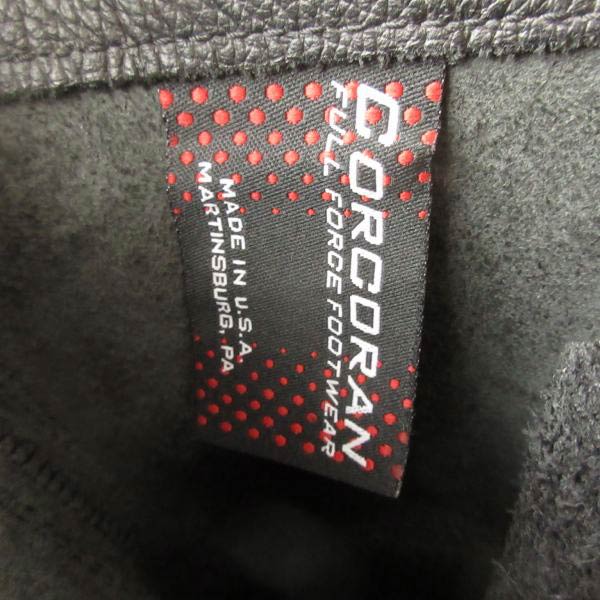 CORCORAN
FULL FORCE FOOTWEAR
MADE IN U.S.A.
MARTINSBURG, PA